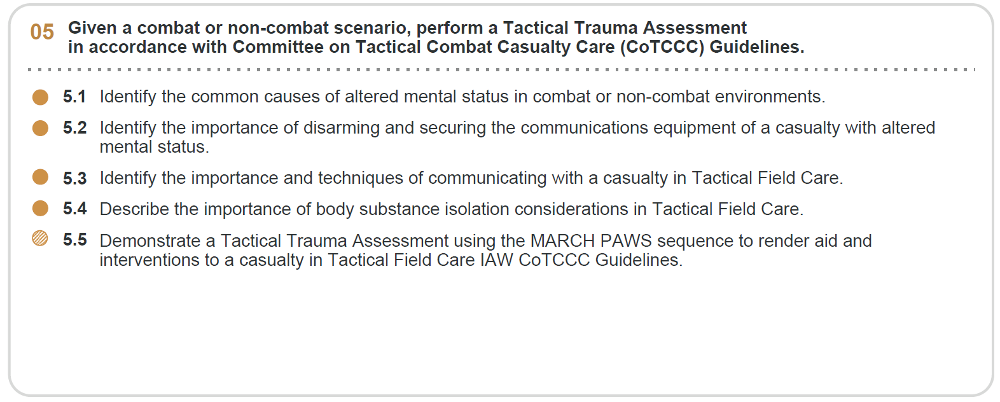 05 Given a combat or non-combat scenario, perform a Tactical Trauma Assessment
in accordance with Committee on Tactical Combat Casualty Care (CoTCCC) Guidelines.
5.1 Identify the common causes of altered mental status in combat or non-combat environments.
5.2 Identify the importance of disarming and securing the communications equipment of a casualty with altered
mental status.
5.3 Identify the importance and techniques of communicating with a casualty in Tactical Field Care.
5.4 Describe the importance of body substance isolation considerations in Tactical Field Care.
5.5 Demonstrate a Tactical Trauma Assessment using the MARCH PAWS sequence to render aid and
interventions to a casualty in Tactical Field Care IAW CoTCCC Guidelines.